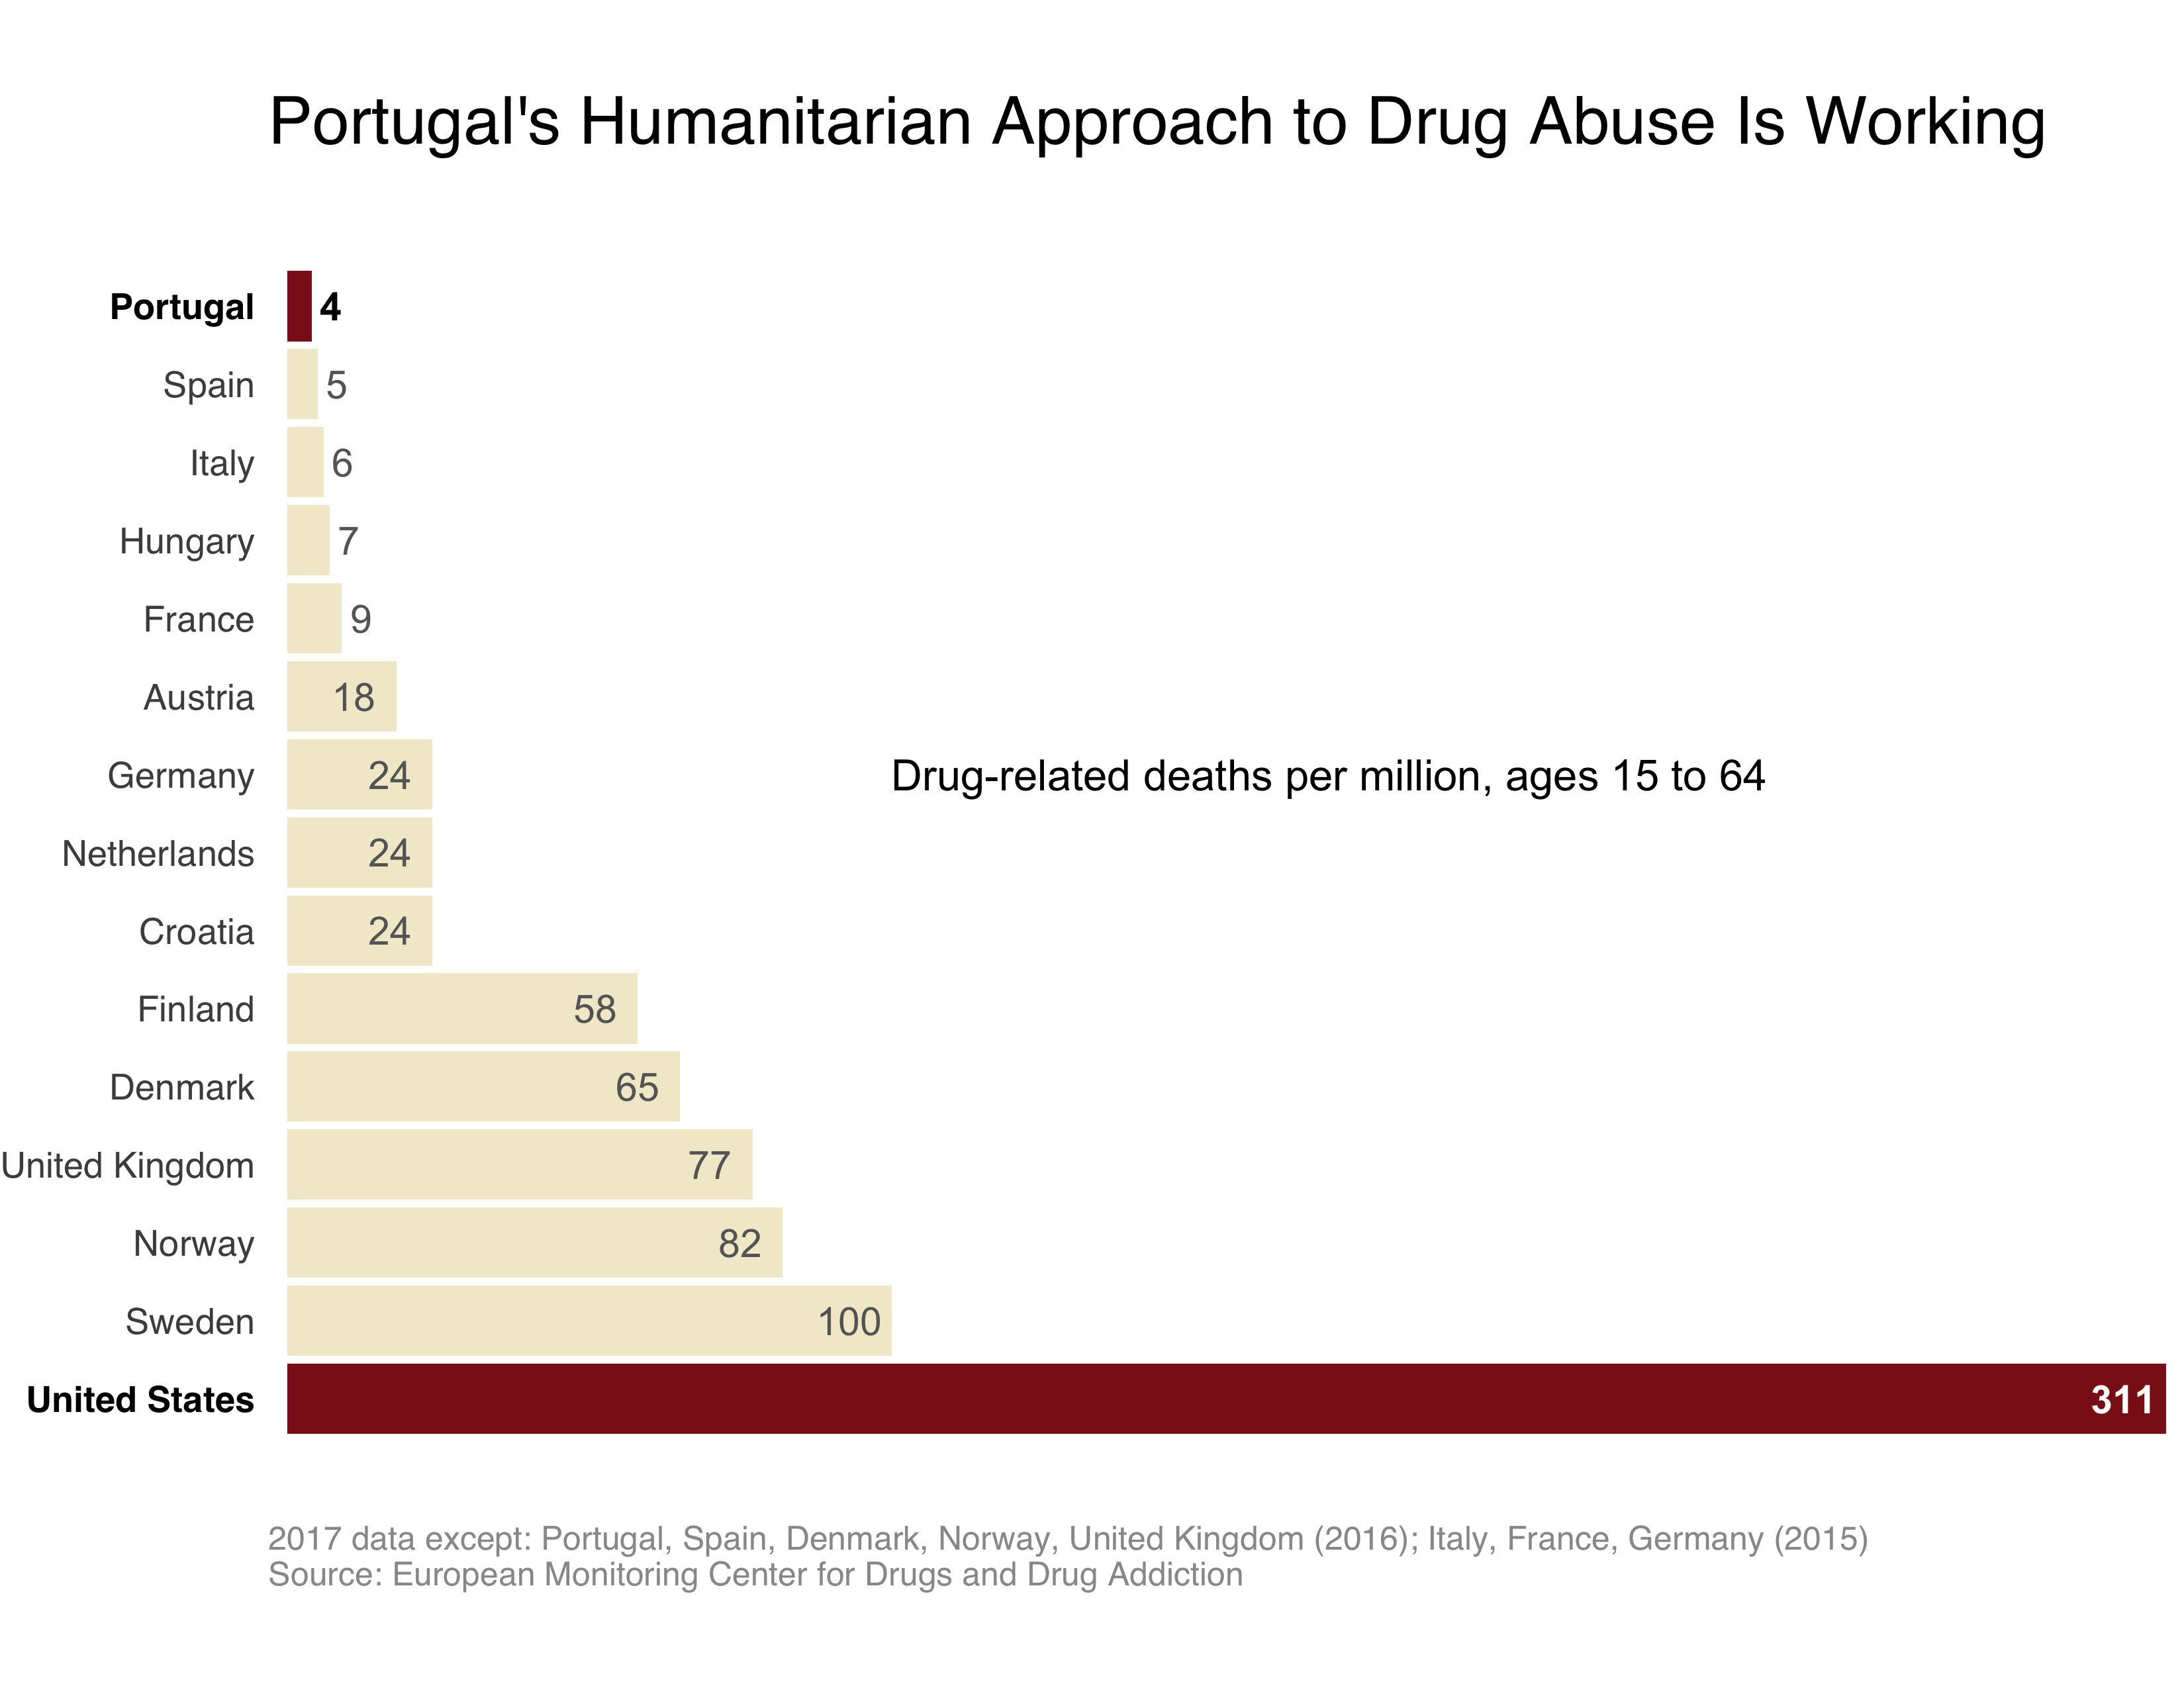 Portugal's Humanitarian Approach to Drug Abuse Is Working
Portugal 4
Spain 5
Italy 6
Hungary 7
France 9
Austria 18
Germany 24
Drug-related deaths per million, ages 15 to 64
Netherlands 24
Croatia 24
Finland 58
Denmark 65
United Kingdom 77
Norway 82
Sweden 100
United States 311
2017 data except: Portugal, Spain, Denmark, Norway, United Kingdom (2016); Italy, France, Germany (2015)
Source: European Monitoring Center for Drugs and Drug Addiction